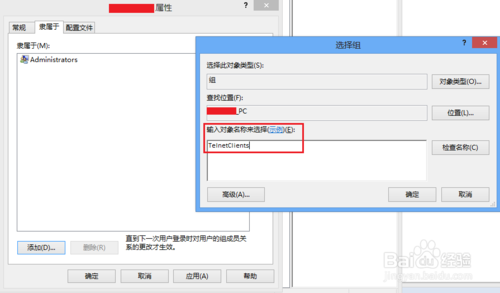 属性
常规 隶属于 配置文件
隶属于(M):
Administrators
直到下一次用户登录时对用户的组成员关
系的更改才生效。
添加(D)... 删除(R)
确定 取消 应用(A) 帮助
选择组
选择此对象类型(S):
组 对象类型(O)...
查找位置(F):
_PC 位置(L)...
输入对象名称来选择(示例)(E):
TelnetClients 检查名称(C)
高级(A)... 确定 取消
Baidu 经验